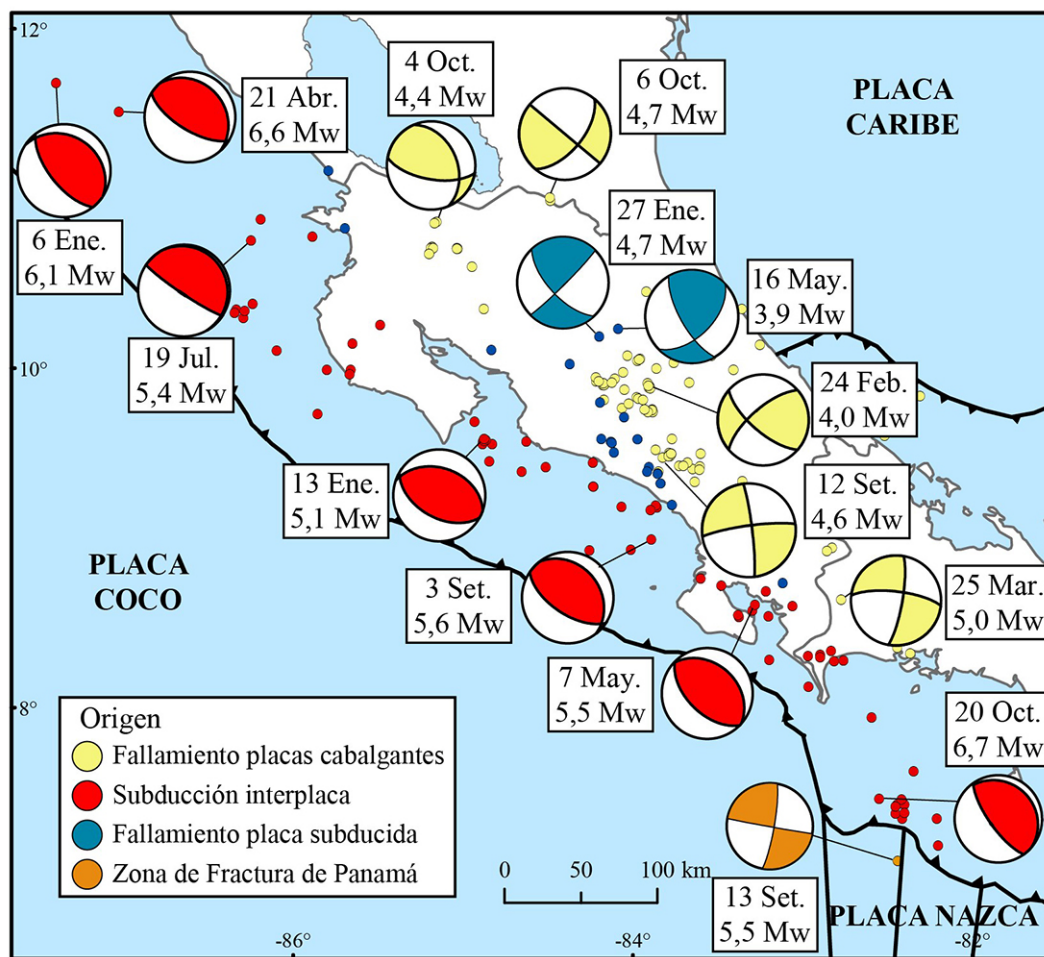 12°
4 Oct.
4,4 Mw
6 Oct.
4,7 Mw
PLACA
CARIBE
21 Abr.
6,6 Mw
27 Ene.
4,7 Mw
6 Ene.
6,1 Mw
16 May.
3,9 Mw
19 Jul.
5,4 Mw
10°
24 Feb.
4,0 Mw
13 Ene.
5,1 Mw
12 Set.
4,6 Mw
PLACA
COCO
3 Set.
5,6 Mw
25 Mar.
5,0 Mw
7 May.
5,5 Mw
8°
20 Oct.
6,7 Mw
Origen
Fallamiento placas cabalgantes
Subducción interplaca
Fallamiento placa subducida
Zona de Fractura de Panamá
0 50 100 km
13 Set.
5,5 Mw
PLACA NAZCA
-86°
-84°
-82°